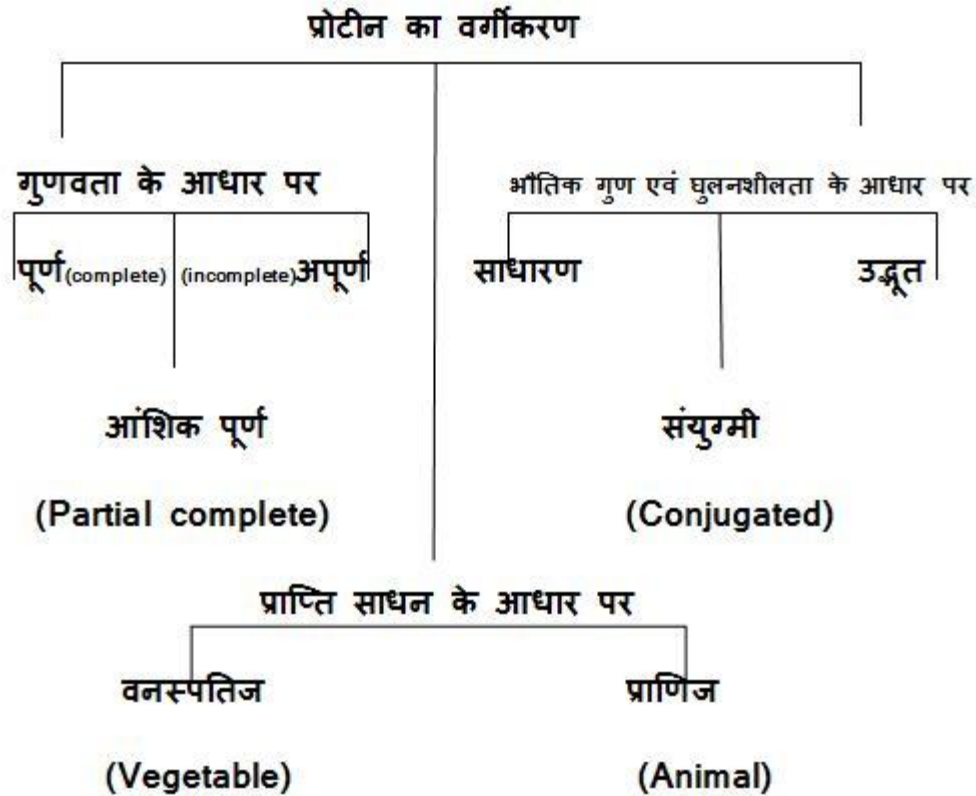 प्रोटीन का वर्गीकरण
गुणवता के आधार पर
भौतिक गुण एवं घुलनशीलता के आधार पर
पूर्ण(complete) (incomplete)अपूर्ण
साधारण उद्भूत
आंशिक पूर्ण
(Partial complete)
संयुग्मी
(Conjugated)
प्राप्ति साधन के आधार पर
वनस्पतिज
(Vegetable)
प्राणिज
(Animal)